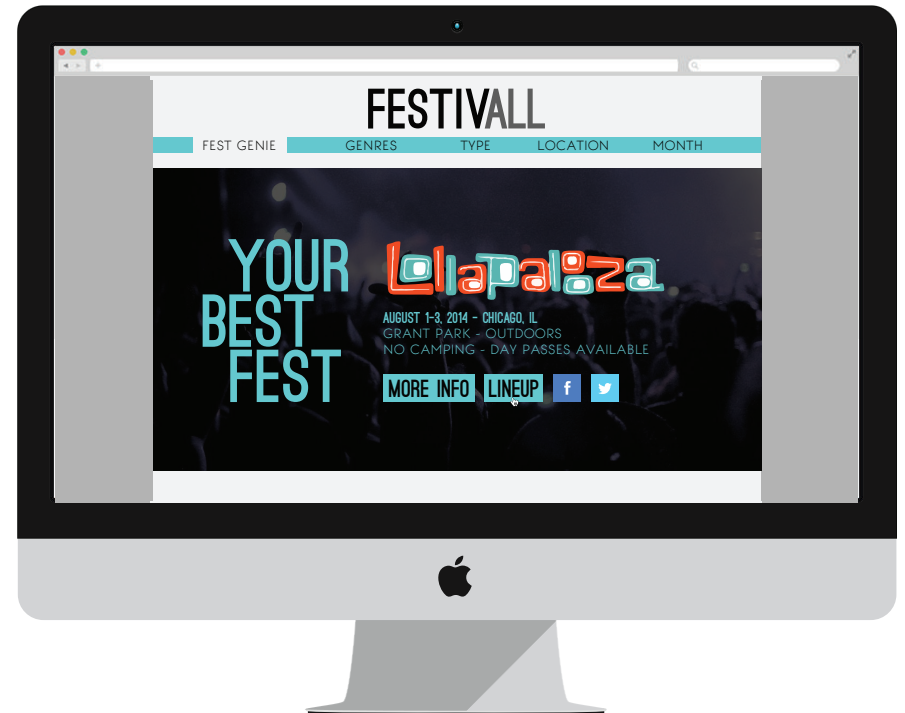 FESTIVALL
FEST GENIE GENRES TYPE LOCATION MONTH
YOUR
BEST
FEST
Lollapalooza
AUGUST 1-3, 2014 - CHICAGO, IL
GRANT PARK - OUTDOORS
NO CAMPING - DAY PASSES AVAILABLE
MORE INFO LINEUP f